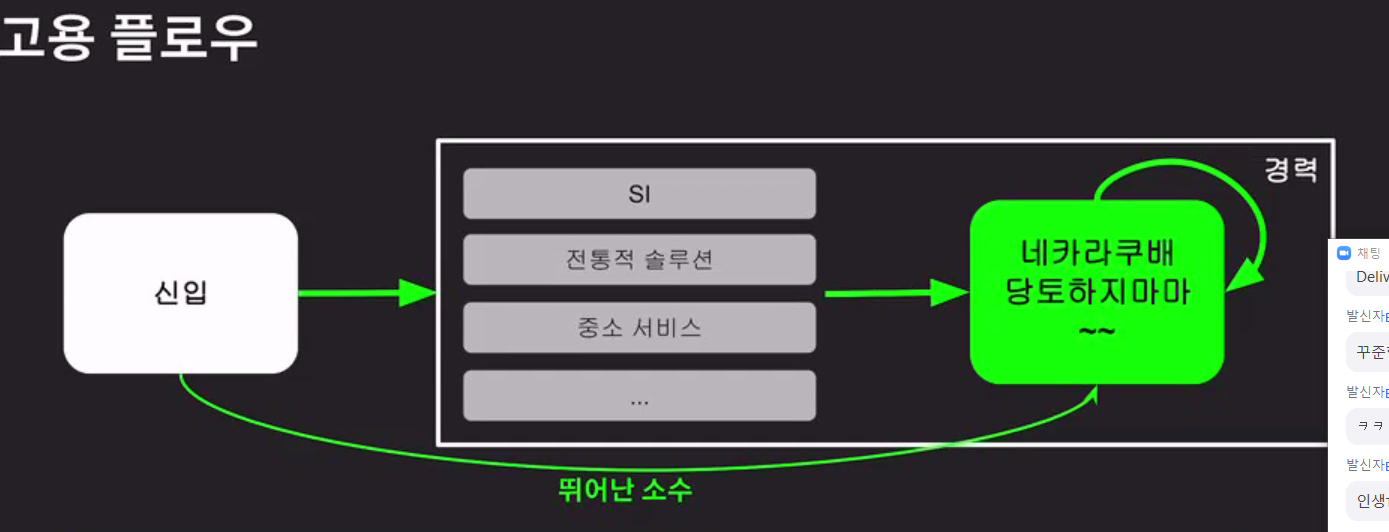 고용 플로우
경력
신입
SI
전통적 솔루션
중소 서비스
...
네카라쿠배
당토하지마마
~~
뛰어난 소수
채팅
Deliv
발신자
꾸준
발신자
ㅋㅋ
발신자
인생